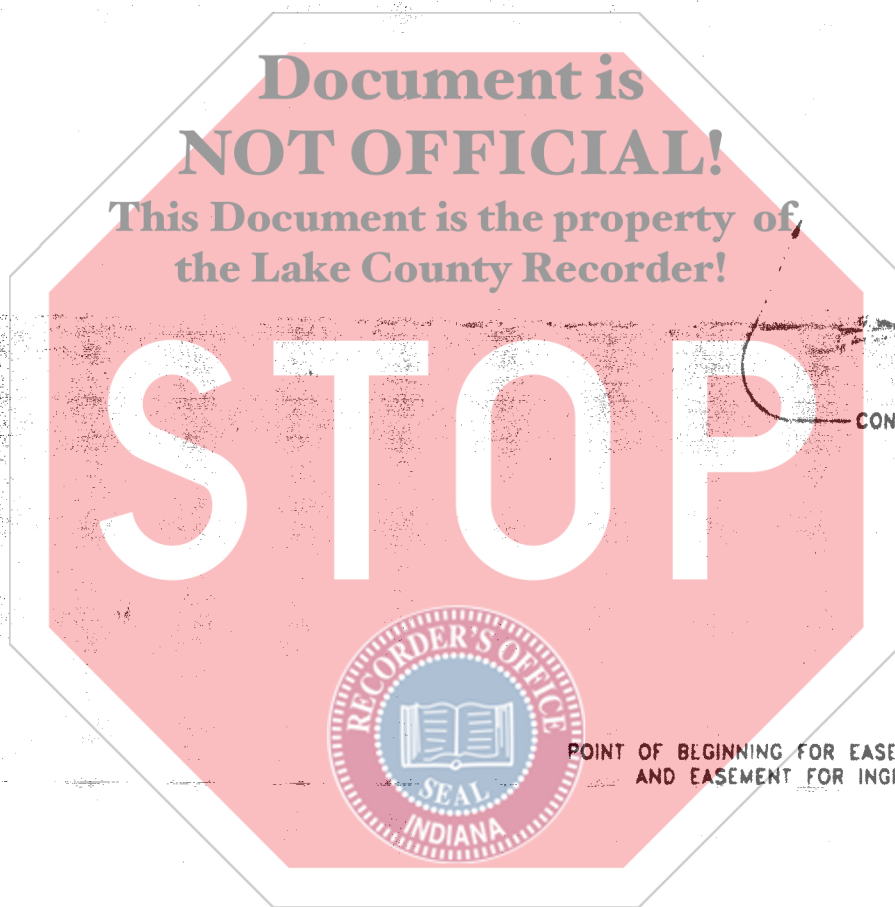 Document is
NOT OFFICIAL!
This Document is the property of
the Lake County Recorder!
STOP
CON
RECORDER'S OFFICE
SEAL
INDIANA
POINT OF BEGINNING FOR EASE
AND EASEMENT FOR ING